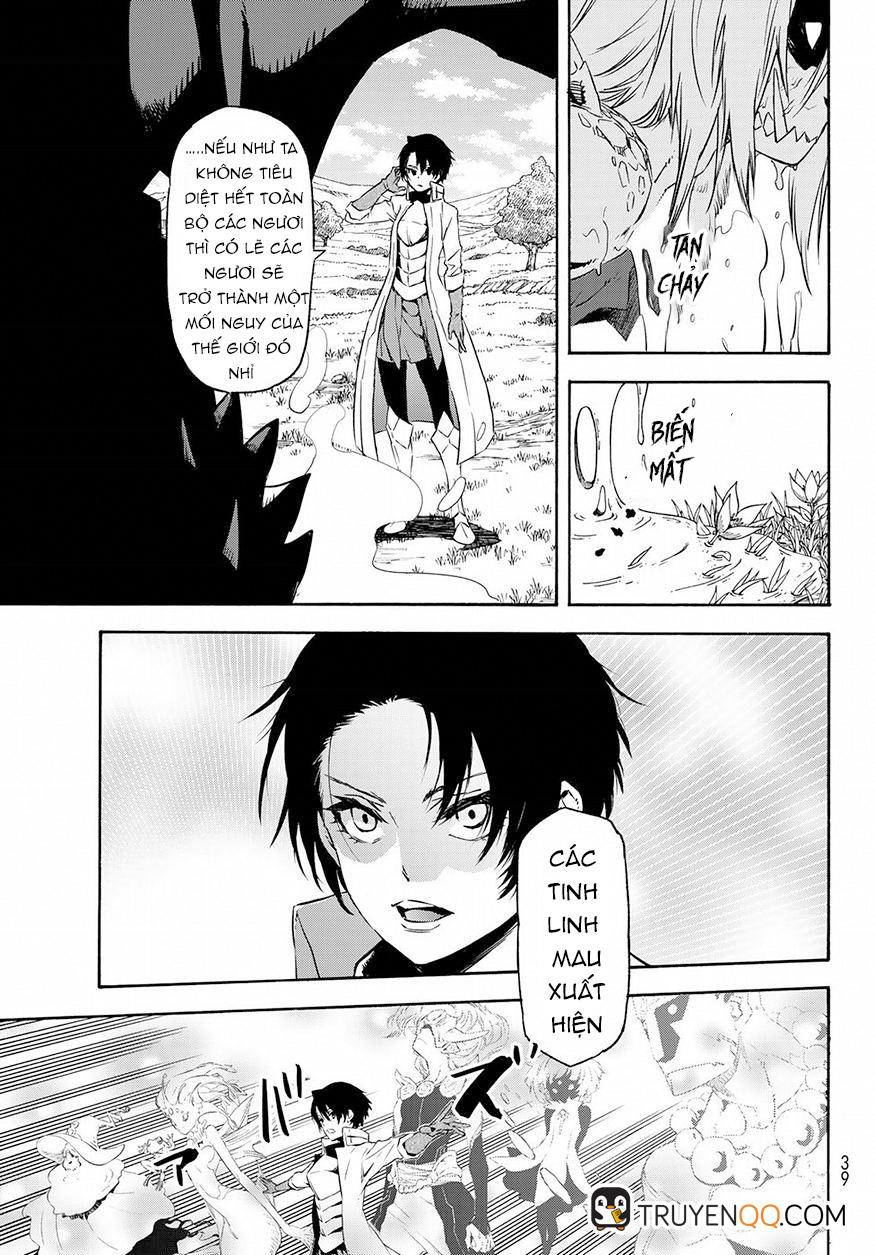 TAN
CHẢY
BIẾN
MẤT
.....NẾU NHƯ TA
KHÔNG TIÊU
DIỆT HẾT TOÀN
BỘ CÁC NGƯƠI
THÌ CÓ LẼ CÁC
NGƯƠI SẼ
TRỞ THÀNH MỘT
MỐI NGUY CỦA
THẾ GIỚI ĐÓ
NHỈ
CÁC
TINH
LINH
MAU
XUẤT
HIỆN
39
TRUYENQQ.COM